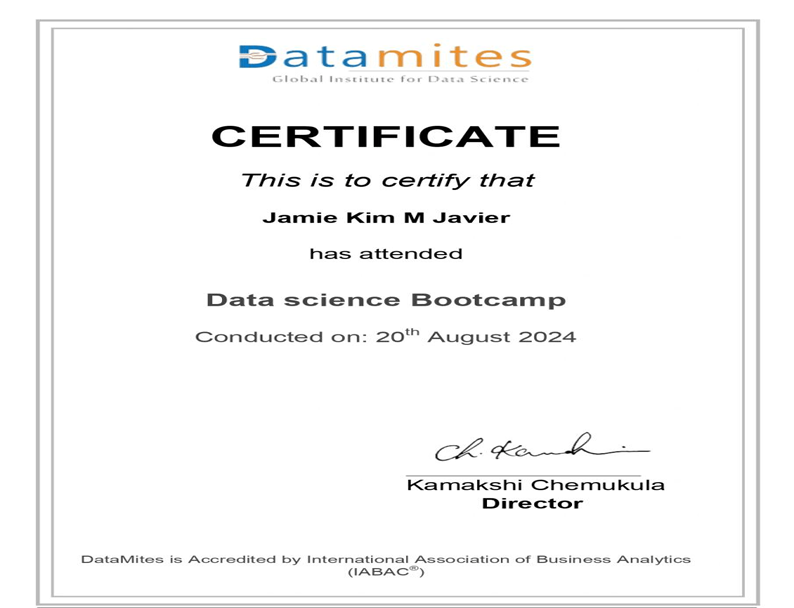 Datamites
Global Institute for Data Science
CERTIFICATE
This is to certify that
Jamie Kim M Javier
has attended
Data science Bootcamp
Conducted on: 20th August 2024
Ch. Kamakshi
Kamakshi Chemukula
Director
DataMites is Accredited by International Association of Business Analytics
(IABAC®)